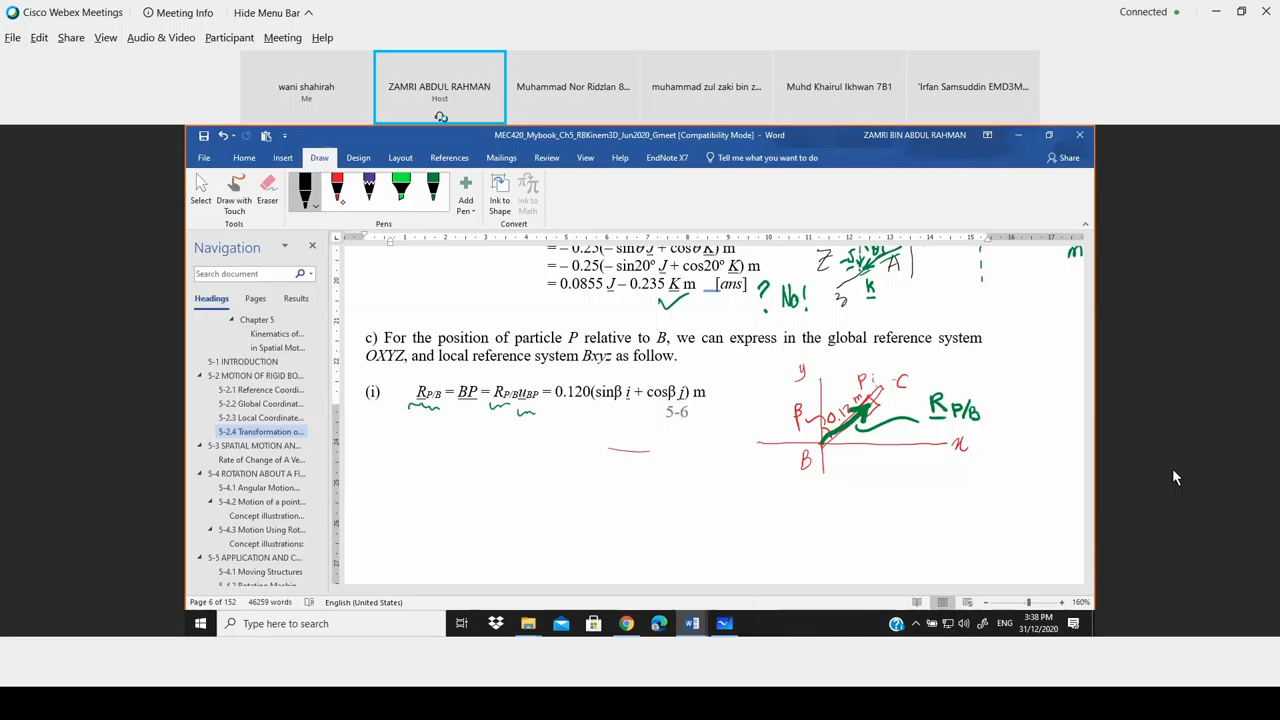 Cisco Webex Meetings
Meeting Info
Hide Menu Bar
Connected
File Edit Share View Audio & Video Participant Meeting Help
wani shahirah
Me
ZAMRI ABDUL RAHMAN
Host
Muhammad Nor Ridzlan 8...
muhammad zul zaki bin z...
Muhd Khairul Ikhwan 7B1
'Irfan Samsuddin EMD3M...
MEC420_Mybook_Ch5_RBKinem3D_Jun2020_Gmeet [Compatibility Mode] - Word
ZAMRI BIN ABDUL RAHMAN
File Home Insert Draw Design Layout References Mailings Review View Help EndNote X7 Tell me what you want to do Share
Select
Draw with Touch
Eraser
Add Pen
Ink to Shape
Ink to Math
Tools
Pens
Convert
Navigation
Search document
Headings Pages Results
Chapter 5
Kinematics of...
in Spatial Mot...
5-1 INTRODUCTION
5-2 MOTION OF RIGID BO...
5-2.1 Reference Coordi...
5-2.2 Global Coordinat...
5-2.3 Local Coordinate...
5-2.4 Transformation o...
5-3 SPATIAL MOTION AN...
Rate of Change of A Ve...
5-4 ROTATION ABOUT A FI...
5-4.1 Angular Motion...
5-4.2 Motion of a point...
Concept illustration...
5-4.3 Motion Using Rot...
Concept illustrations:
5-5 APPLICATION AND C...
5-4.1 Moving Structures
5-4.2 Rotating Machin...
= – 0.25(– sinθ J + cosθ K) m
= – 0.25(– sin20° J + cos20° K) m
= 0.0855 J – 0.235 K m [ans]
? No!
Z
A
k
m
c) For the position of particle P relative to B, we can express in the global reference system
OXYZ, and local reference system Bxyz as follow.
(i) R P/B = BP = R P/B u BP = 0.120(sinβ i + cosβ j) m
5-6
y
P
C
β
0.12 m
R P/B
x
B
Page 6 of 152 46259 words English (United States)
160%
Type here to search
ENG
3:38 PM
31/12/2020